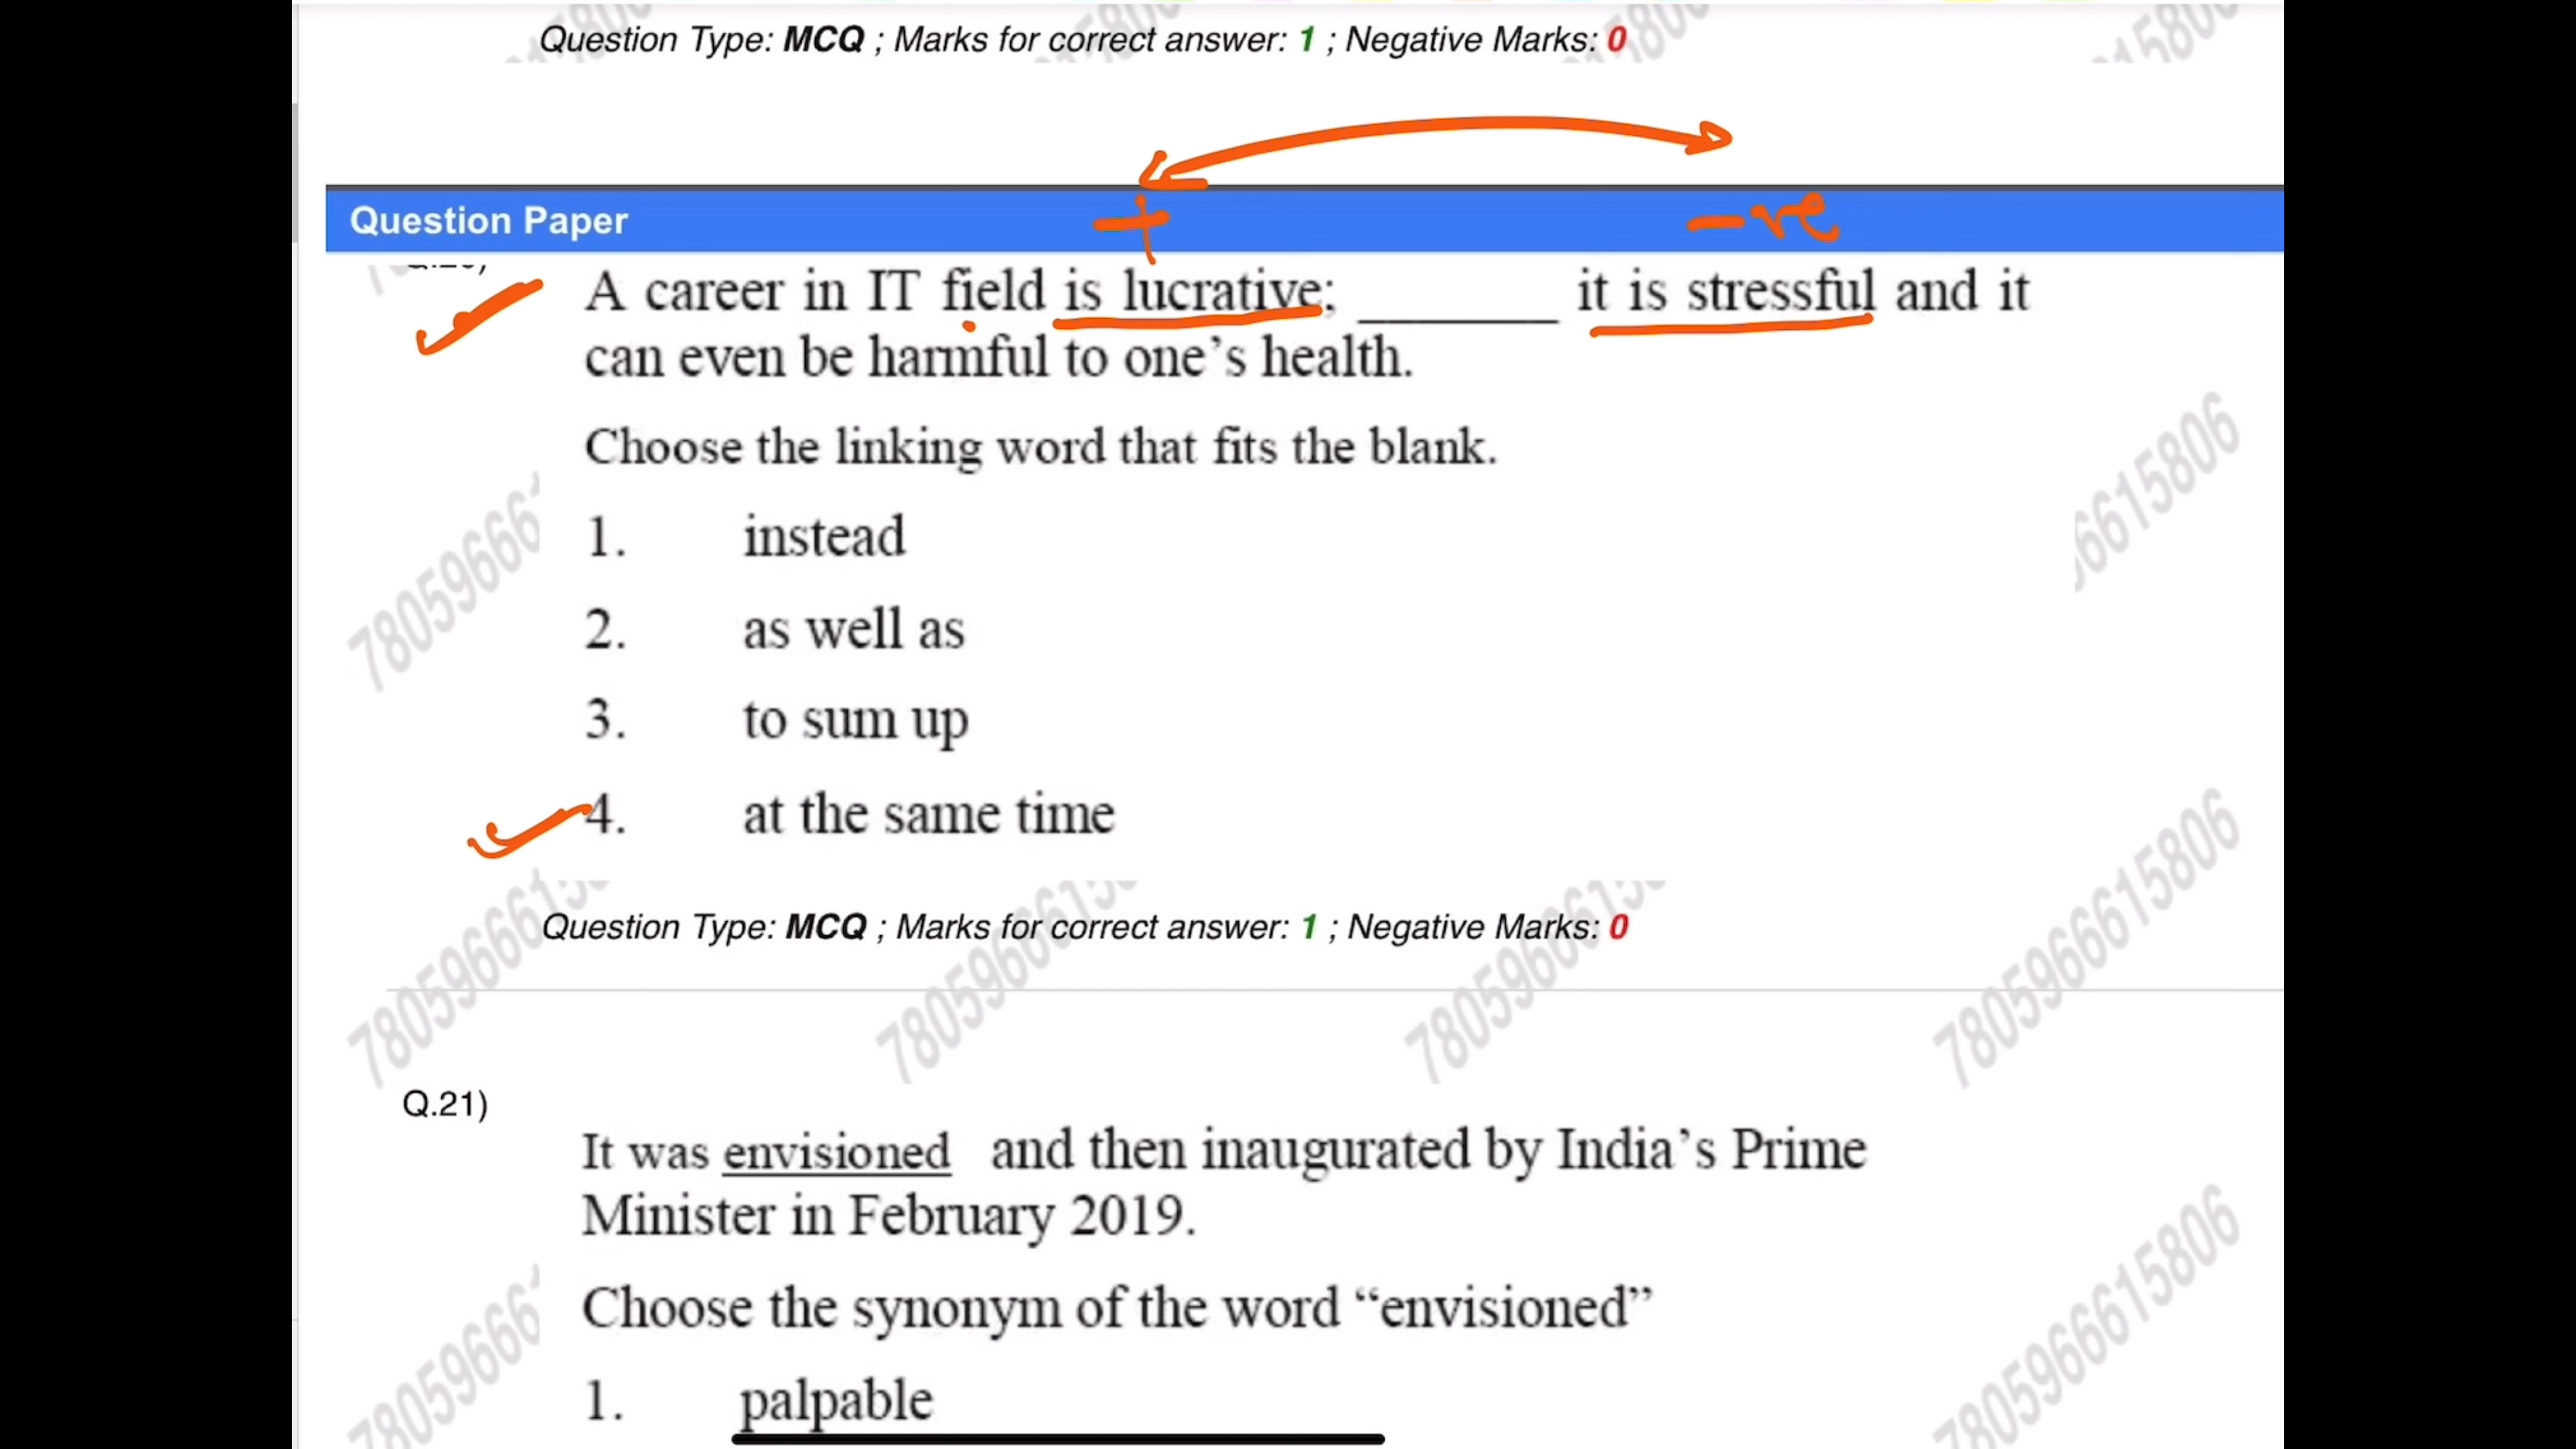 Question Type: MCQ ; Marks for correct answer: 1 ; Negative Marks: 0
+ -ve
Question Paper
A career in IT field is lucrative; ________ it is stressful and it
can even be harmful to one’s health.
Choose the linking word that fits the blank.
1. instead
2. as well as
3. to sum up
4. at the same time
Question Type: MCQ ; Marks for correct answer: 1 ; Negative Marks: 0
7805966615806
7805966615806
Q.21)
It was envisioned and then inaugurated by India’s Prime
Minister in February 2019.
Choose the synonym of the word “envisioned”
1. palpable
7805966615806